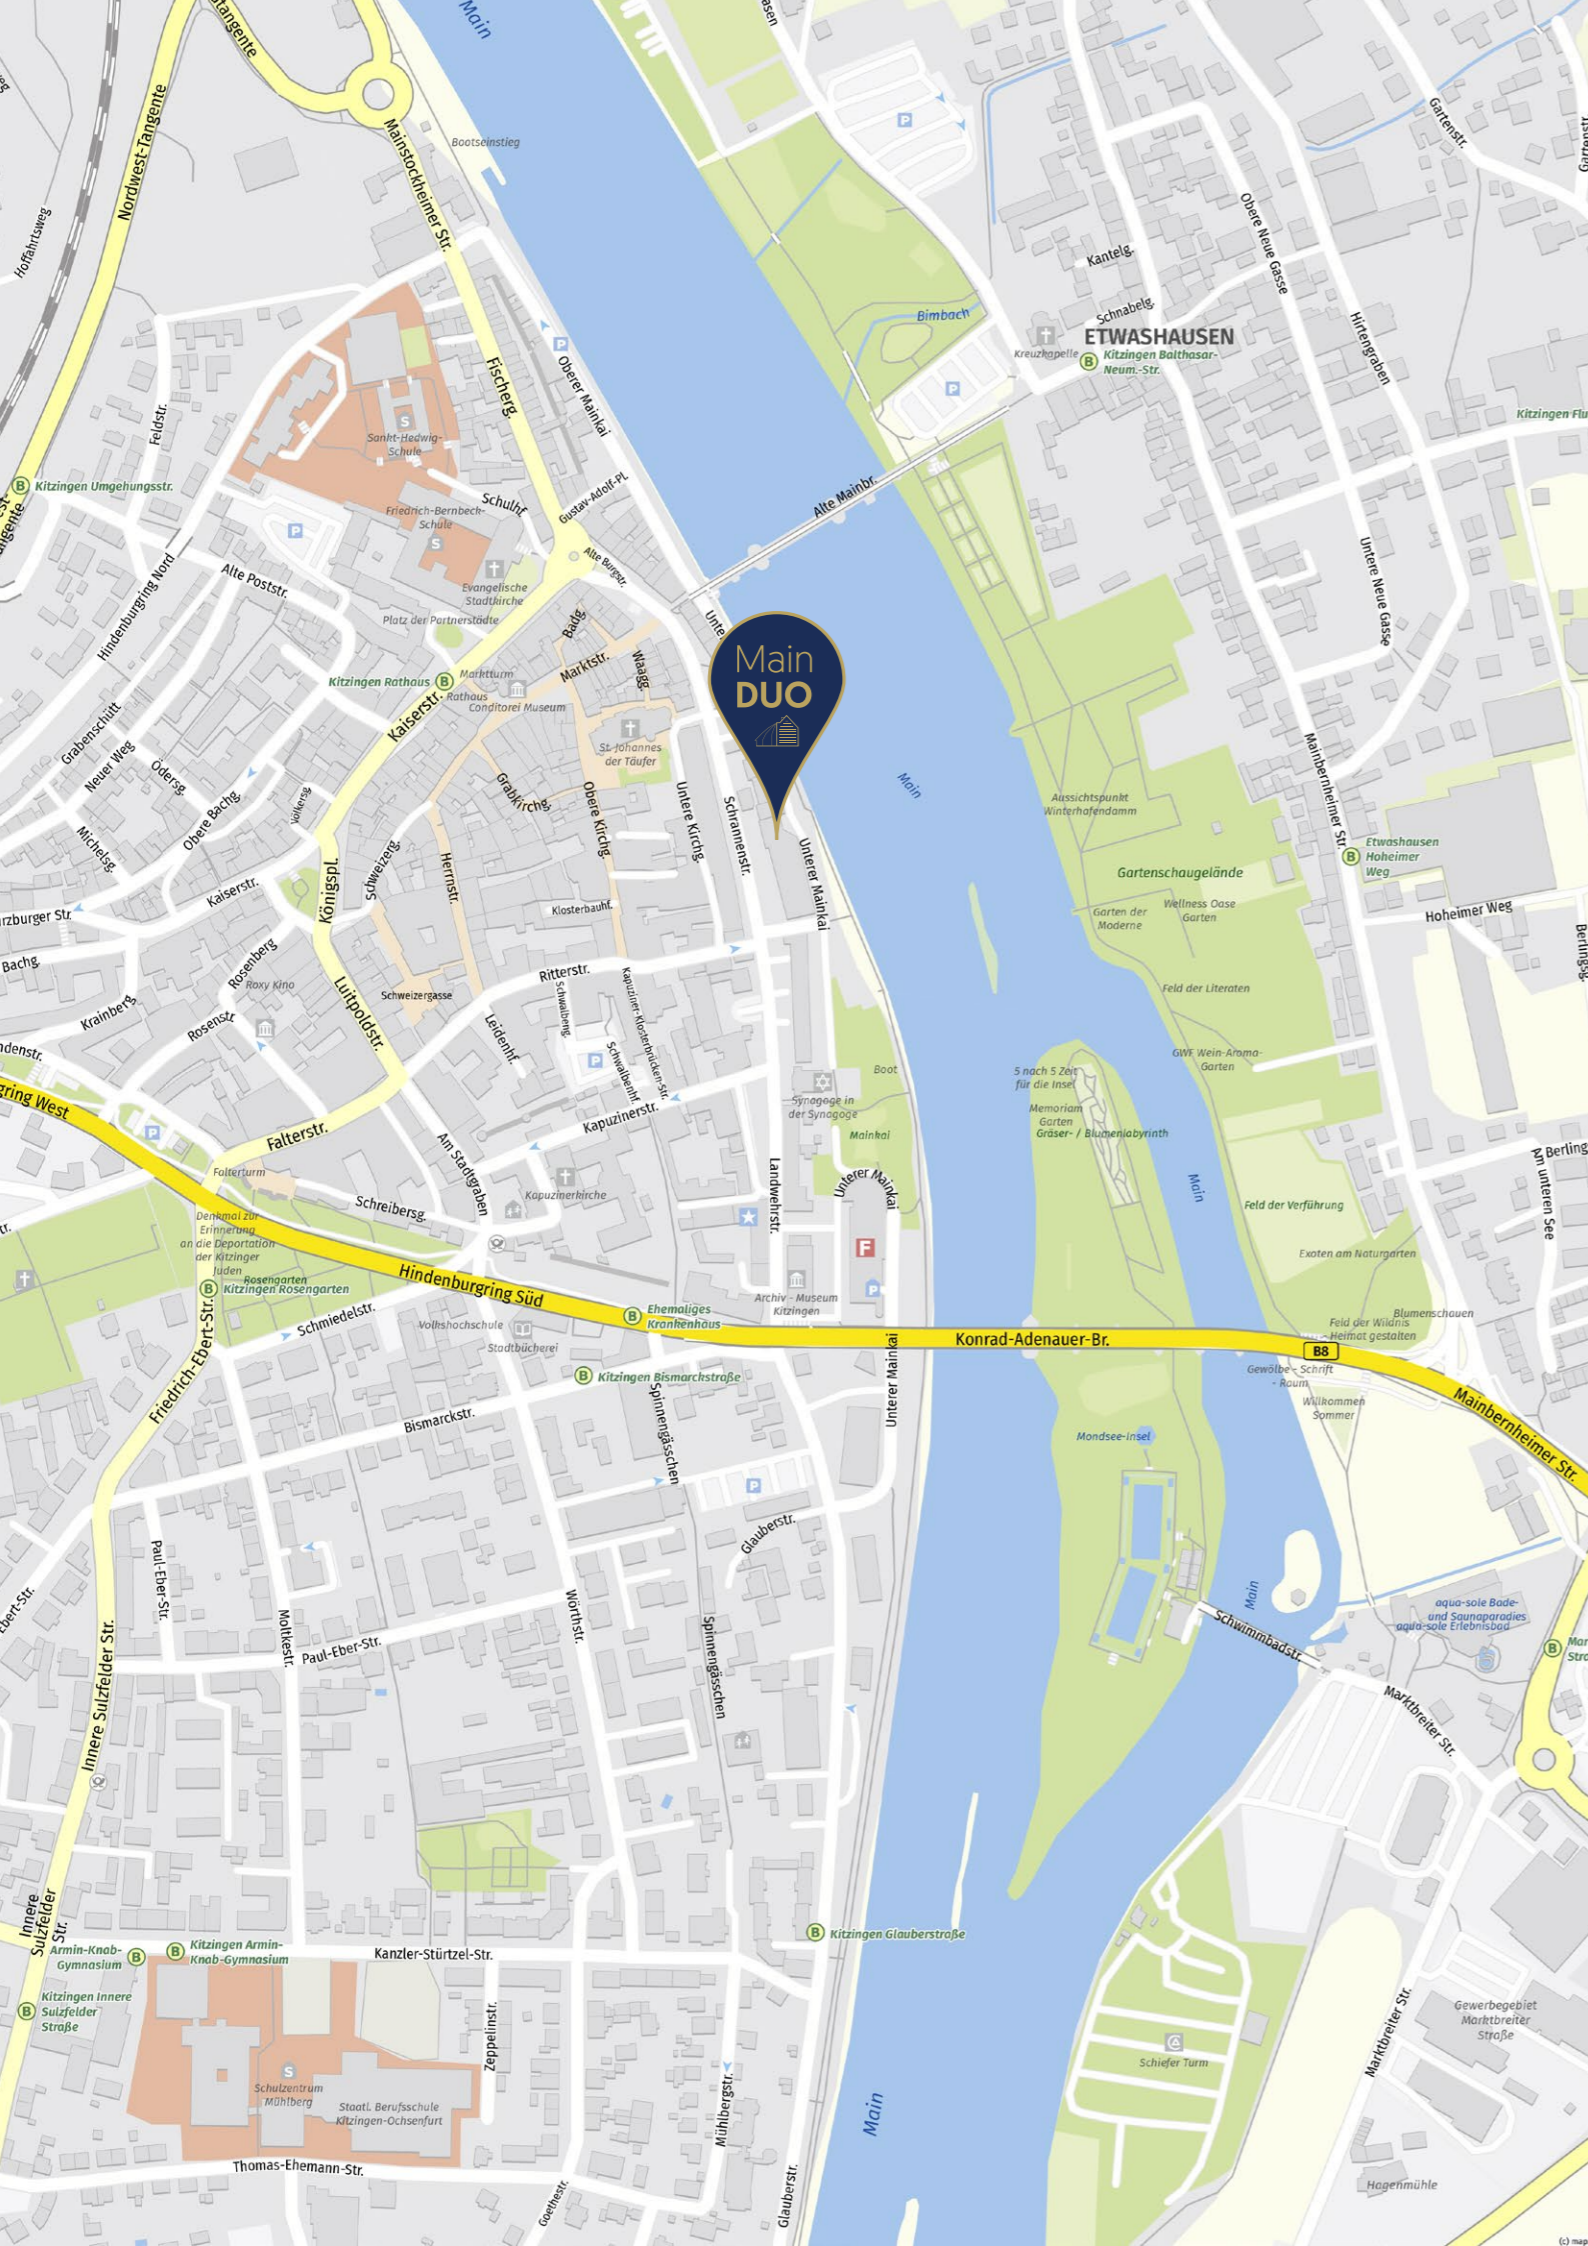 Main
Nordwest-Tangente
Mainstockheimer Str.
Bootseinstieg
Hoffahrtsweg
Gartenstr.
Obere Neue Gasse
Kantelg.
Schnabelg.
ETWASHAUSEN
Kreuzkapelle
Kitzingen Balthasar-
Neum.-Str.
Hirtengraben
Bimbach
Oberer Mainkai
Fischerg.
Feldstr.
Sankt-Hedwig-
Schule
Kitzingen Umgehungsstr.
Schulhf.
Gustav-Adolf-Pl.
Alte Mainbr.
Friedrich-Bernbeck-
Schule
Alte Burgstr.
Hindenburgring Nord
Alte Poststr.
Evangelische
Stadtkirche
Platz der Partnerstädte
Badg.
Untere Neue Gasse
Main
DUO
Kitzingen Rathaus
Marktturm
Rathaus
Conditorei Museum
Marktstr.
Waagg.
Kaiserstr.
Grabenschütt
Neuer Weg
Ödersg.
St. Johannes
der Täufer
Grabkirchg.
Obere Kirchg.
Untere Kirchg.
Schrannenstr.
Unterer Mainkai
Main
Aussichtspunkt
Winterhafendamm
Mainbernheimer Str.
Völkersg.
Obere Bachg.
Michelsg.
Kaiserstr.
Königspl.
Schweizerg.
Herrnstr.
Klosterbauhf.
Etwashausen
Hoheimer
Weg
Gartenschaugelände
Wellness Oase
Garten
Garten der
Moderne
Hoheimer Weg
Bachg.
Rosenberg
Roxy Kino
Luitpoldstr.
Schweizergasse
Ritterstr.
Schwalbeng.
Kapuziner-Klosterbrücken-Str.
Feld der Literaten
Krainberg
Rosenstr.
Leidenhf.
Schwalbenhf.
Kapuzinerstr.
GWF Wein-Aroma-
Garten
Boot
5 nach 5 Zeit
für die Insel
Synagoge in
der Synagoge
Memoriam
Garten
Gräser- / Blumenlabyrinth
Mainkai
Falterstr.
Am Stadtgraben
Falterturm
Kapuzinerkirche
Landwehrstr.
Unterer Mainkai
Main
Am unteren See
Schreibersg.
Feld der Verführung
Denkmal zur
Erinnerung
an die Deportation
der Kitzinger
Juden
Rosengarten
Kitzingen Rosengarten
F
Exoten am Naturgarten
Hindenburgring Süd
Archiv - Museum
Kitzingen
Schmiedelstr.
Ehemaliges
Krankenhaus
Volkshochschule
Stadtbücherei
Konrad-Adenauer-Br.
B8
Blumenschauen
Feld der Wildnis
Heimat gestalten
Gewölbe - Schrift
- Raum
Friedrich-Ebert-Str.
Kitzingen Bismarckstraße
Unterer Mainkai
Willkommen
Sommer
Mainbernheimer Str.
Bismarckstr.
Spinnengässchen
Mondsee-Insel
Glauberstr.
Paul-Eber-Str.
Moltkestr.
Wörthstr.
Main
Schwimmbadstr.
aqua-sole Bade-
und Saunaparadies
aqua-sole Erlebnisbad
Innere Sulzfelder Str.
Paul-Eber-Str.
Spinnengässchen
Marktbreiter Str.
Innere
Sulzfelder
Str.
Armin-Knab-
Gymnasium
Kitzingen Armin-
Knab-Gymnasium
Kanzler-Stürtzel-Str.
Kitzingen Glauberstraße
Kitzingen Innere
Sulzfelder
Straße
Zeppelinstr.
Marktbreiter Str.
Gewerbegebiet
Marktbreiter
Straße
Schiefer Turm
Schulzentrum
Mühlberg
Staatl. Berufsschule
Kitzingen-Ochsenfurt
Mühlbergstr.
Main
Thomas-Ehemann-Str.
Goethestr.
Glauberstr.
Hagenmühle